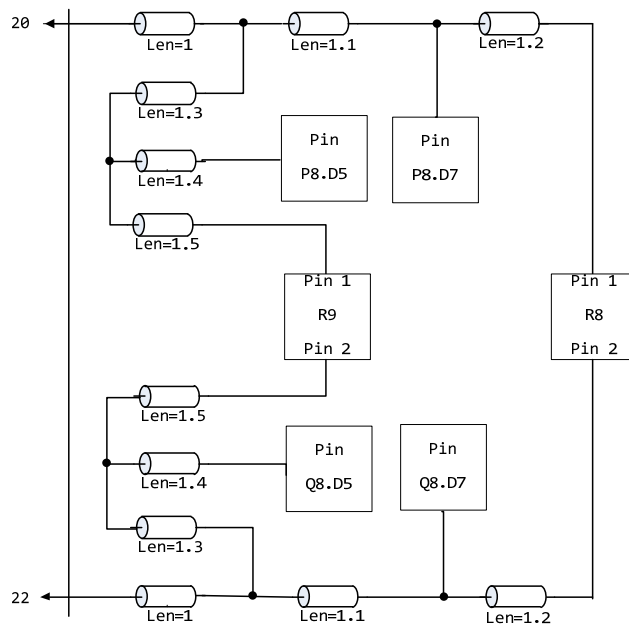 20
Len=1
Len=1.1
Len=1.2
Len=1.3
Len=1.4
Pin
P8.D5
Pin
P8.D7
Len=1.5
Pin 1
R9
Pin 2
Pin 1
R8
Pin 2
Len=1.5
Len=1.4
Pin
Q8.D5
Pin
Q8.D7
Len=1.3
22
Len=1
Len=1.1
Len=1.2